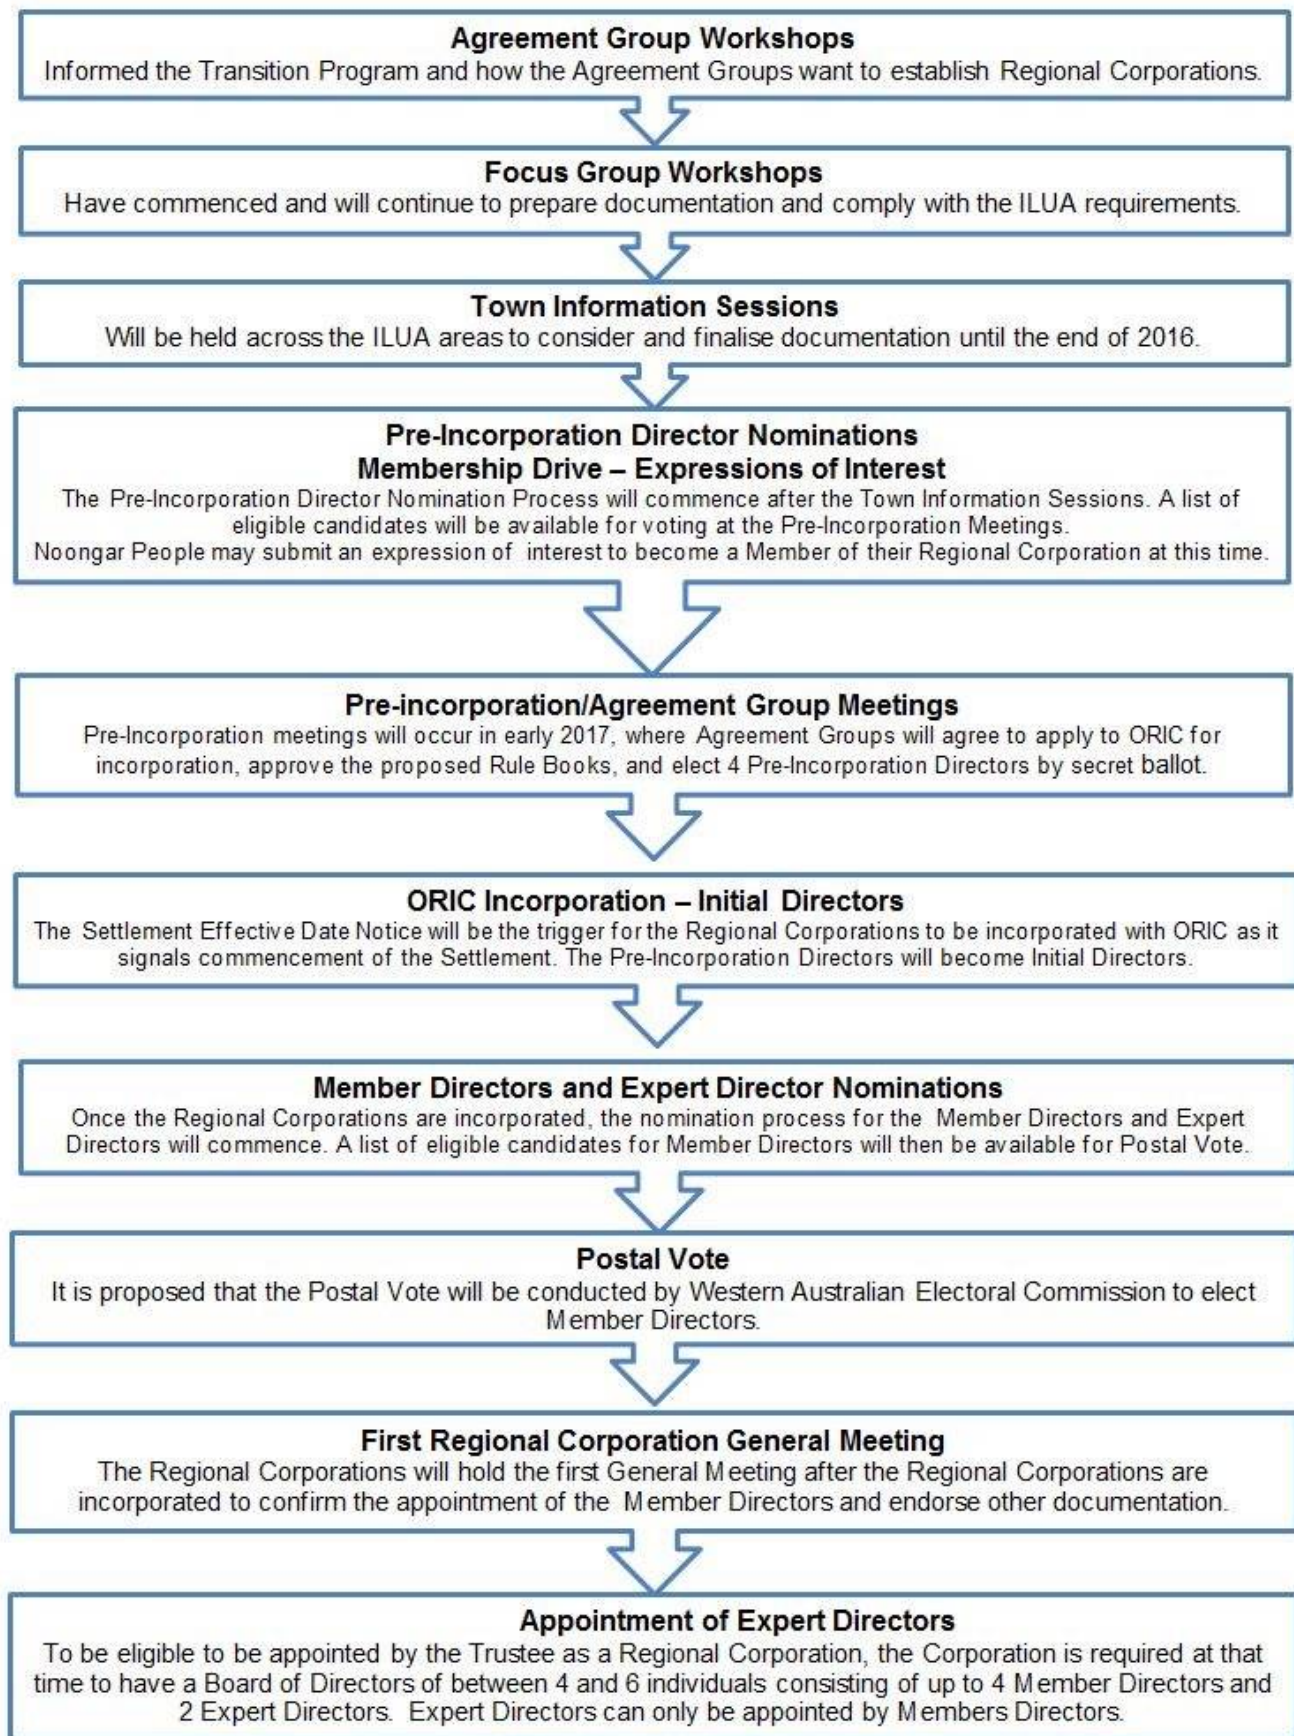 Agreement Group Workshops
Informed the Transition Program and how the Agreement Groups want to establish Regional Corporations.
Focus Group Workshops
Have commenced and will continue to prepare documentation and comply with the ILUA requirements.
Town Information Sessions
Will be held across the ILUA areas to consider and finalise documentation until the end of 2016.
Pre-Incorporation Director Nominations
Membership Drive – Expressions of Interest
The Pre-Incorporation Director Nomination Process will commence after the Town Information Sessions. A list of
eligible candidates will be available for voting at the Pre-Incorporation Meetings.
Noongar People may submit an expression of interest to become a Member of their Regional Corporation at this time.
Pre-incorporation/Agreement Group Meetings
Pre-Incorporation meetings will occur in early 2017, where Agreement Groups will agree to apply to ORIC for
incorporation, approve the proposed Rule Books, and elect 4 Pre-Incorporation Directors by secret ballot.
ORIC Incorporation – Initial Directors
The Settlement Effective Date Notice will be the trigger for the Regional Corporations to be incorporated with ORIC as it
signals commencement of the Settlement. The Pre-Incorporation Directors will become Initial Directors.
Member Directors and Expert Director Nominations
Once the Regional Corporations are incorporated, the nomination process for the Member Directors and Expert
Directors will commence. A list of eligible candidates for Member Directors will then be available for Postal Vote.
Postal Vote
It is proposed that the Postal Vote will be conducted by Western Australian Electoral Commission to elect
Member Directors.
First Regional Corporation General Meeting
The Regional Corporations will hold the first General Meeting after the Regional Corporations are
incorporated to confirm the appointment of the Member Directors and endorse other documentation.
Appointment of Expert Directors
To be eligible to be appointed by the Trustee as a Regional Corporation, the Corporation is required at that
time to have a Board of Directors of between 4 and 6 individuals consisting of up to 4 Member Directors and
2 Expert Directors. Expert Directors can only be appointed by Members Directors.